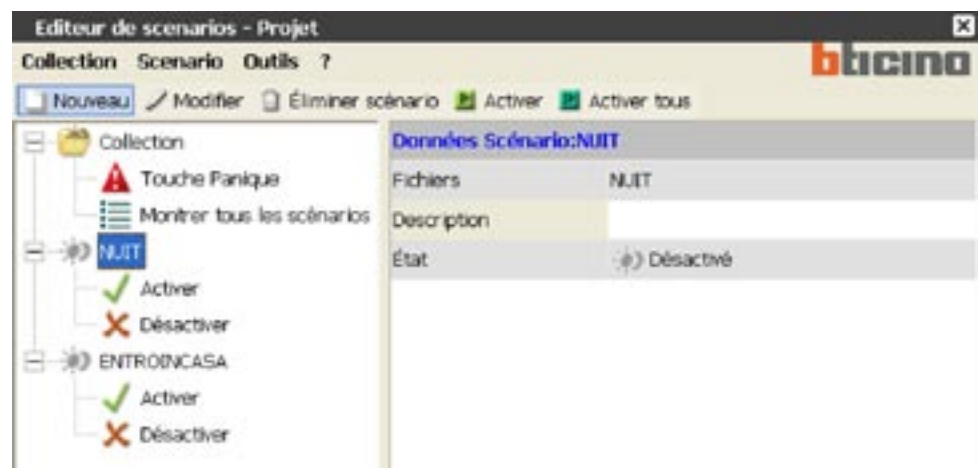 Editeur de scenarios - Projet
Collection Scenario Outils ?
bticino
Nouveau Modifier Éliminer scénario Activer Activer tous
Collection
Touche Panique
Montrer tous les scénarios
NUIT
Activer
Désactiver
ENTROINCASA
Activer
Désactiver
Données Scénario:NUIT
Fichiers NUIT
Description
État Désactivé